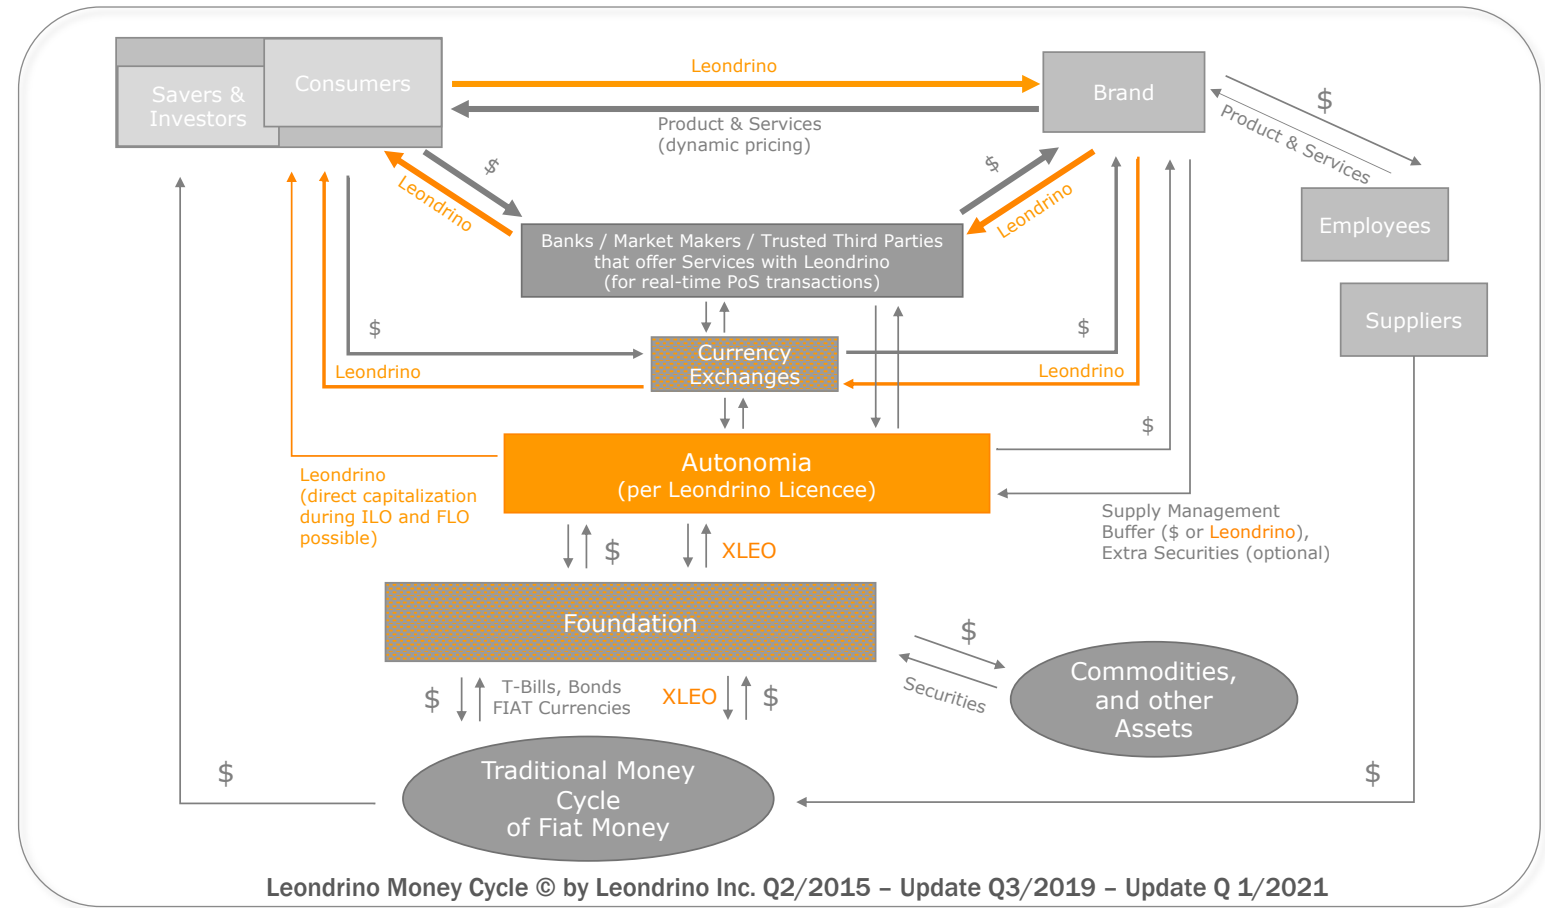 Leondrino
Consumers
Savers &
Investors
Brand
$
Product & Services
(dynamic pricing)
Product & Services
$
Leondrino
$
Leondrino
Employees
Banks / Market Makers / Trusted Third Parties
that offer Services with Leondrino
(for real-time PoS transactions)
Suppliers
$
$
Currency
Exchanges
Leondrino
Leondrino
$
Autonomia
(per Leondrino Licencee)
Leondrino
(direct capitalization
during ILO and FLO
possible)
Supply Management
Buffer ($ or Leondrino),
Extra Securities (optional)
$
XLEO
Foundation
$
Securities
Commodities,
and other
Assets
$
T-Bills, Bonds
FIAT Currencies
XLEO
$
Traditional Money
Cycle
of Fiat Money
$
$
Leondrino Money Cycle © by Leondrino Inc. Q2/2015 – Update Q3/2019 – Update Q 1/2021